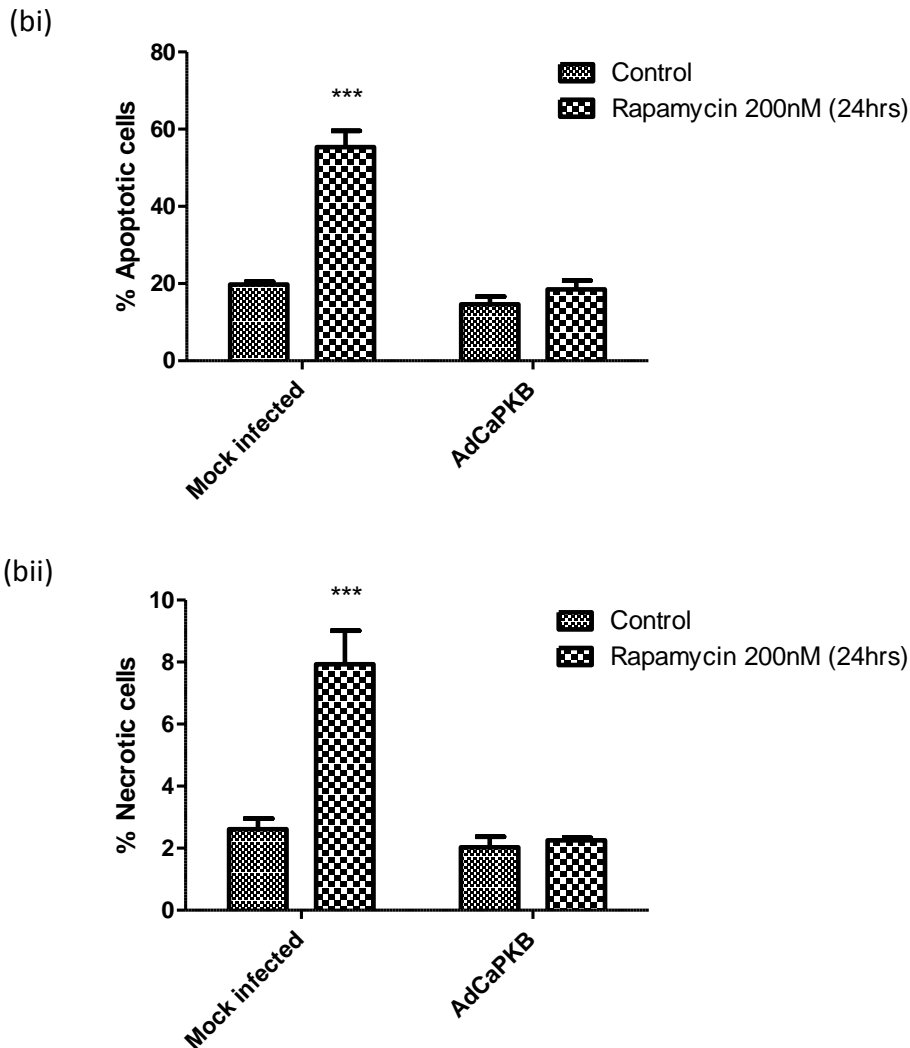 (bi)
80
60
40
20
0
% Apoptotic cells
***
Control
Rapamycin 200nM (24hrs)
Mock infected
AdCaPKB
(bii)
10
8
6
4
2
0
% Necrotic cells
***
Control
Rapamycin 200nM (24hrs)
Mock infected
AdCaPKB